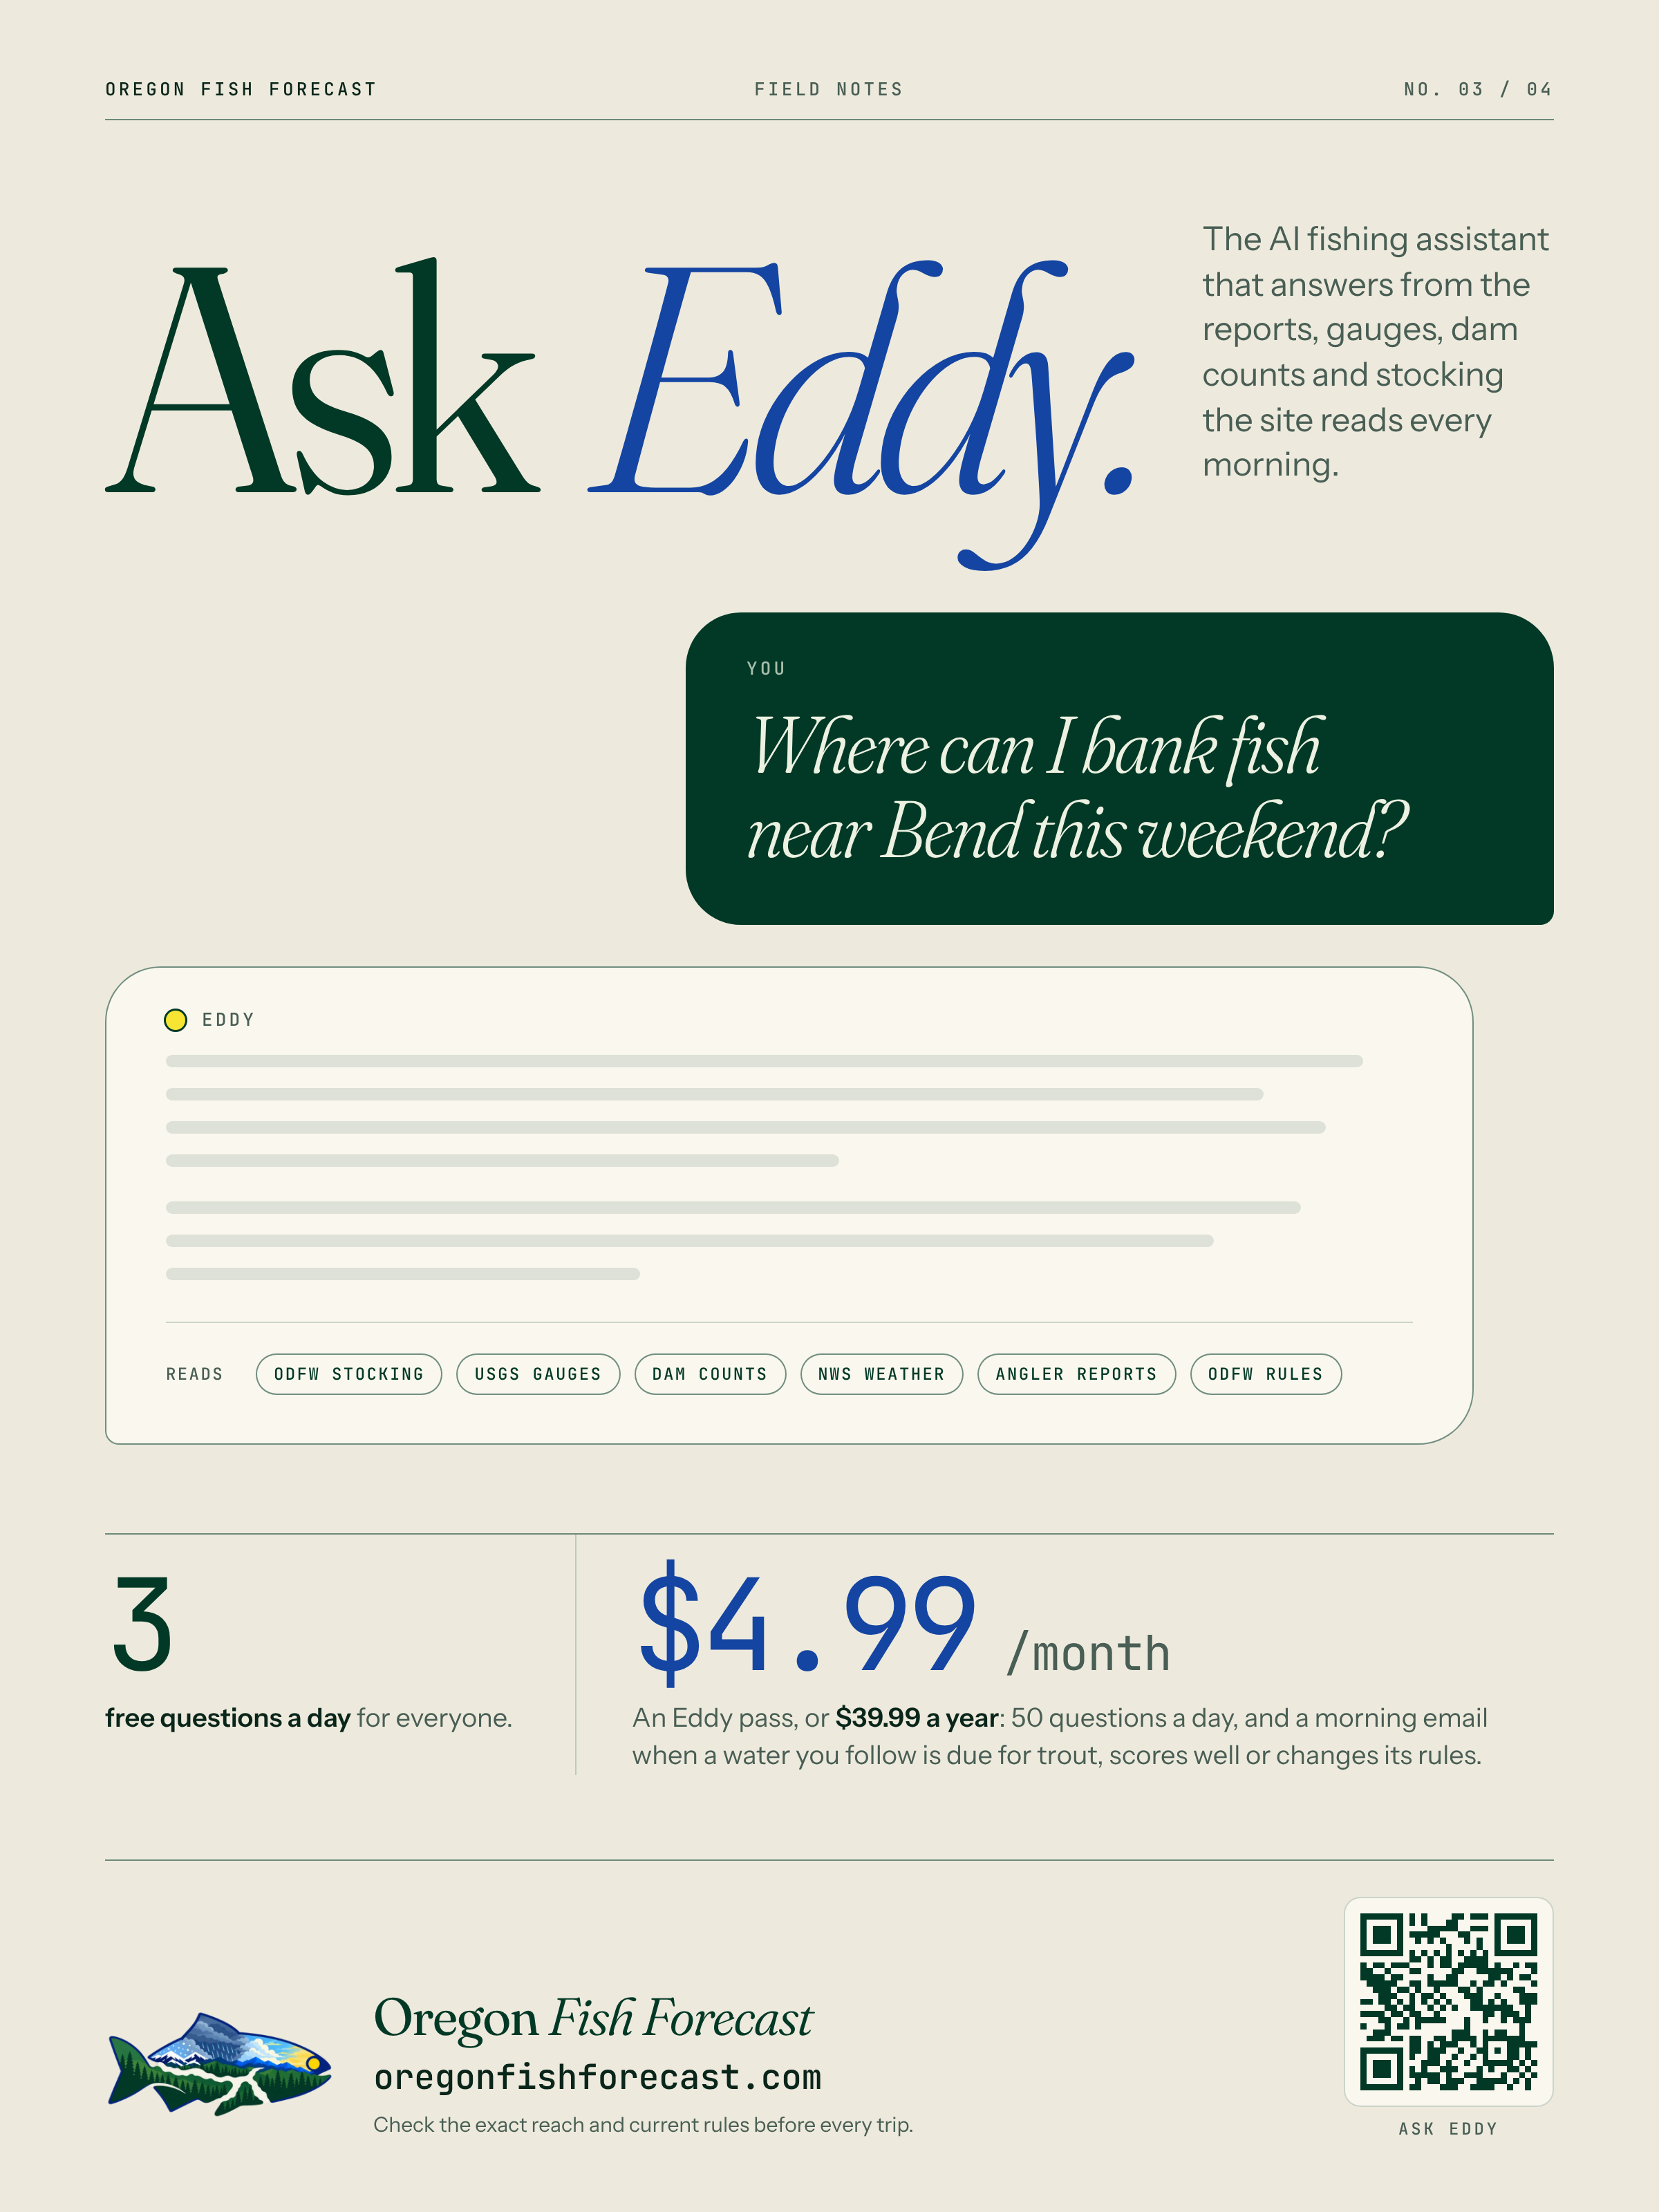 OREGON FISH FORECAST
FIELD NOTES
NO. 03 / 04
Ask Eddy.
The AI fishing assistant
that answers from the
reports, gauges, dam
counts and stocking
the site reads every
morning.
YOU
Where can I bank fish
near Bend this weekend?
EDDY
READS
ODFW STOCKING
USGS GAUGES
DAM COUNTS
NWS WEATHER
ANGLER REPORTS
ODFW RULES
3
free questions a day for everyone.
$4.99 /month
An Eddy pass, or $39.99 a year: 50 questions a day, and a morning email
when a water you follow is due for trout, scores well or changes its rules.
Oregon Fish Forecast
oregonfishforecast.com
Check the exact reach and current rules before every trip.
ASK EDDY